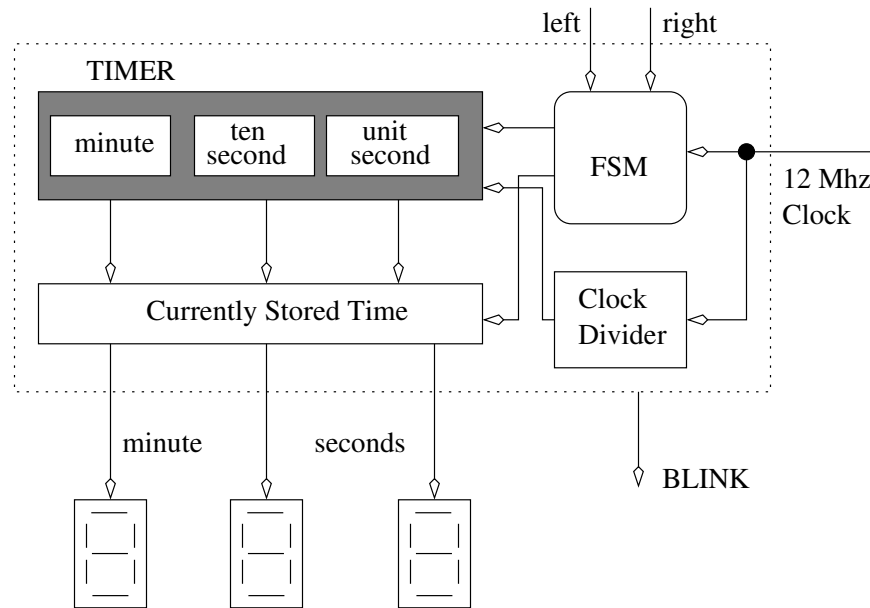 left right
TIMER
minute
ten
second
unit
second
FSM
12 Mhz
Clock
Currently Stored Time
Clock
Divider
minute seconds
BLINK